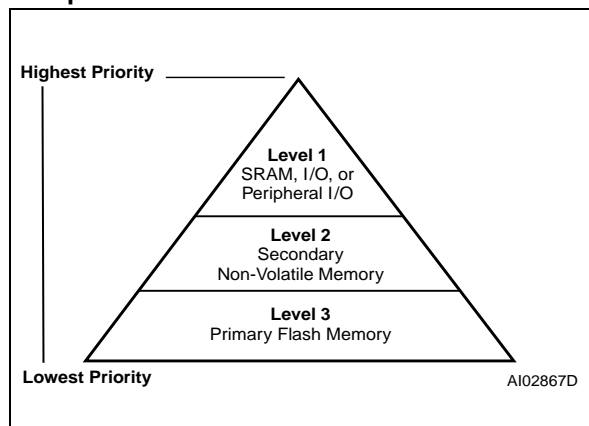 Highest Priority
Level 1
SRAM, I/O, or
Peripheral I/O
Level 2
Secondary
Non-Volatile Memory
Level 3
Primary Flash Memory
Lowest Priority
AI02867D